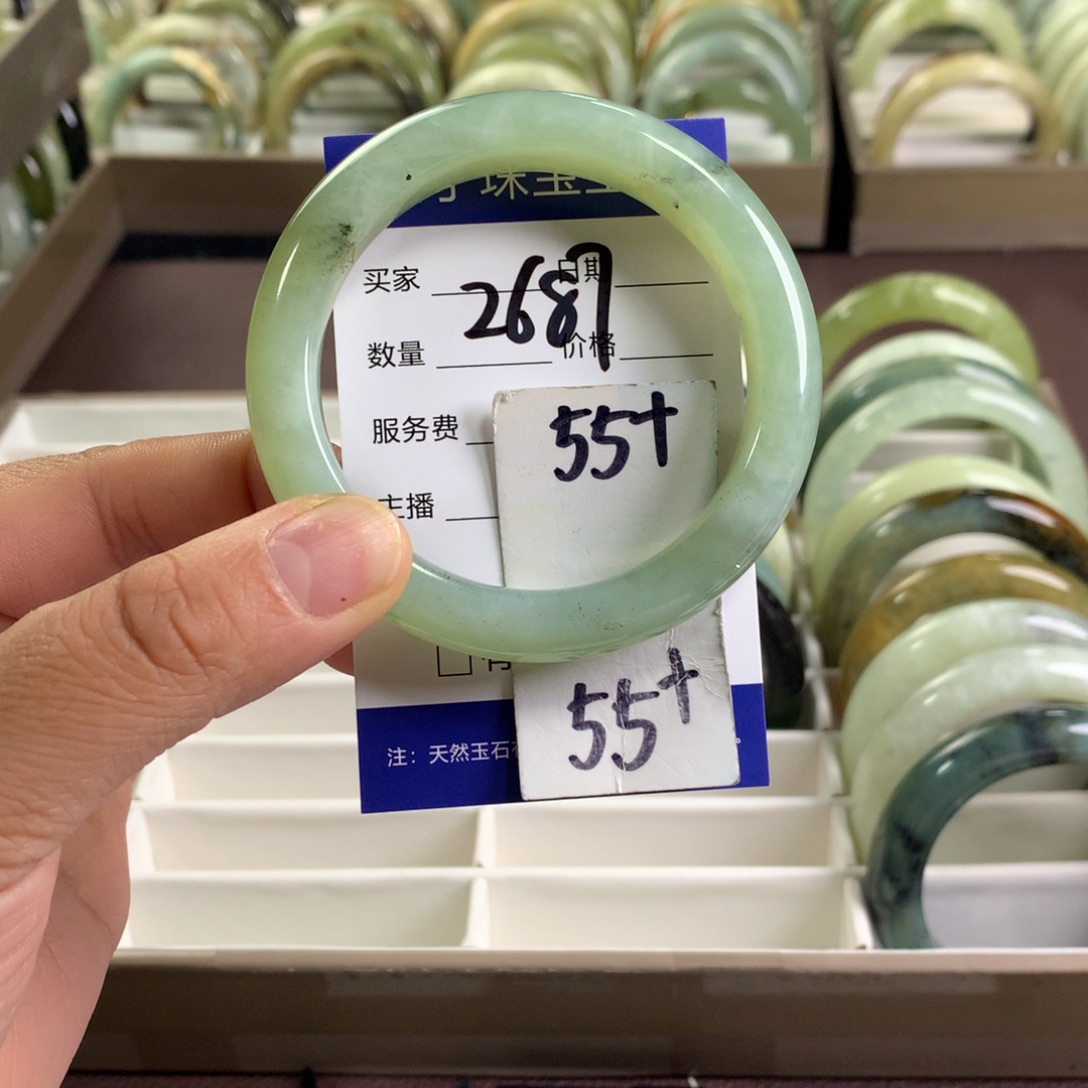 珠宝
买家 日期
2687
数量 价格
服务费
55+
主播
55+
注：天然玉石